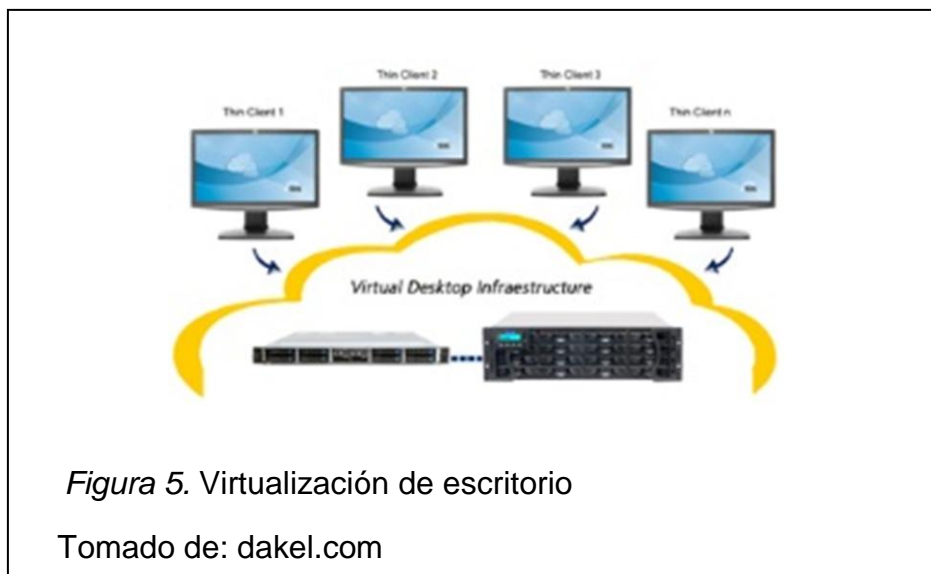 Thin Client 2
Thin Client 3
Thin Client 1
Thin Client n
Virtual Desktop Infraestructure
Figura 5. Virtualización de escritorio
Tomado de: dakel.com